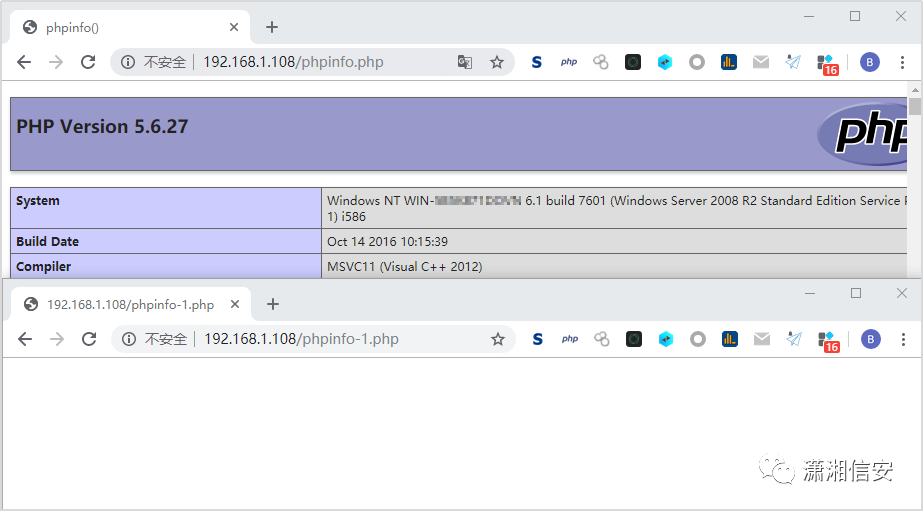 phpinfo()
不安全 192.168.1.108/phpinfo.php
php
16
B
PHP Version 5.6.27
php
System
Windows NT WIN- 6.1 build 7601 (Windows Server 2008 R2 Standard Edition Service
1) i586
Build Date
Oct 14 2016 10:15:39
Compiler
MSVC11 (Visual C++ 2012)
192.168.1.108/phpinfo-1.php
不安全 192.168.1.108/phpinfo-1.php
S php
16
B
潇湘信安